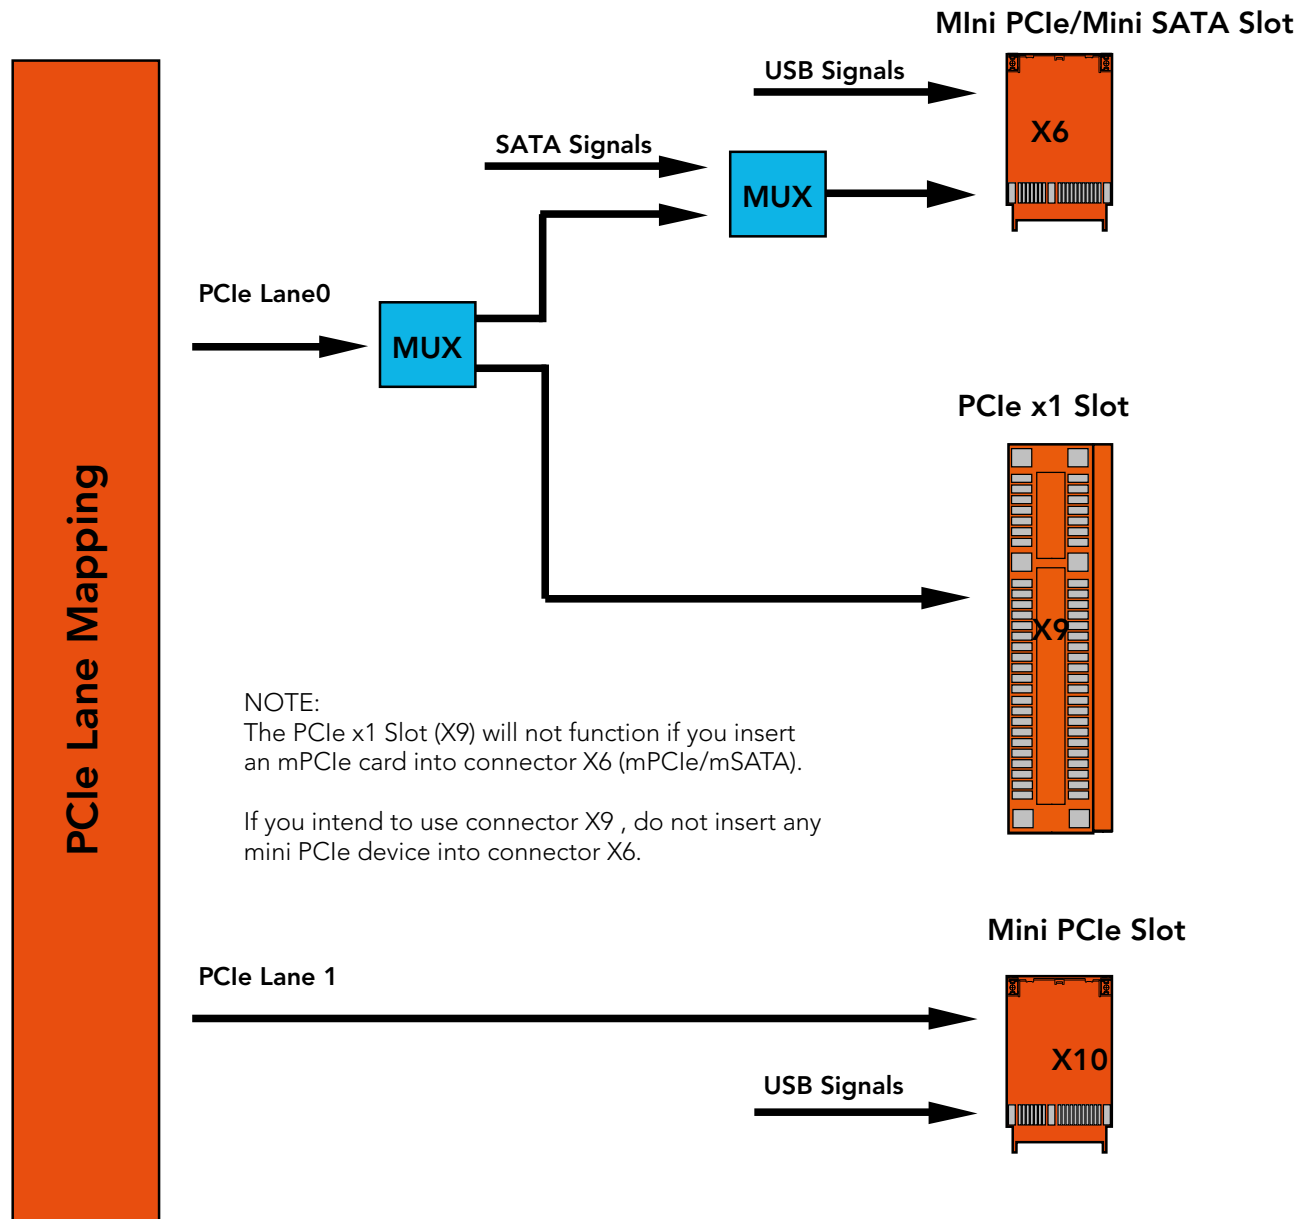 MIni PCIe/Mini SATA Slot
USB Signals
X6
SATA Signals
MUX
PCIe Lane0
MUX
PCIe x1 Slot
X9
PCIe Lane Mapping
NOTE:
The PCIe x1 Slot (X9) will not function if you insert
an mPCIe card into connector X6 (mPCIe/mSATA).
If you intend to use connector X9 , do not insert any
mini PCIe device into connector X6.
Mini PCIe Slot
PCIe Lane 1
X10
USB Signals